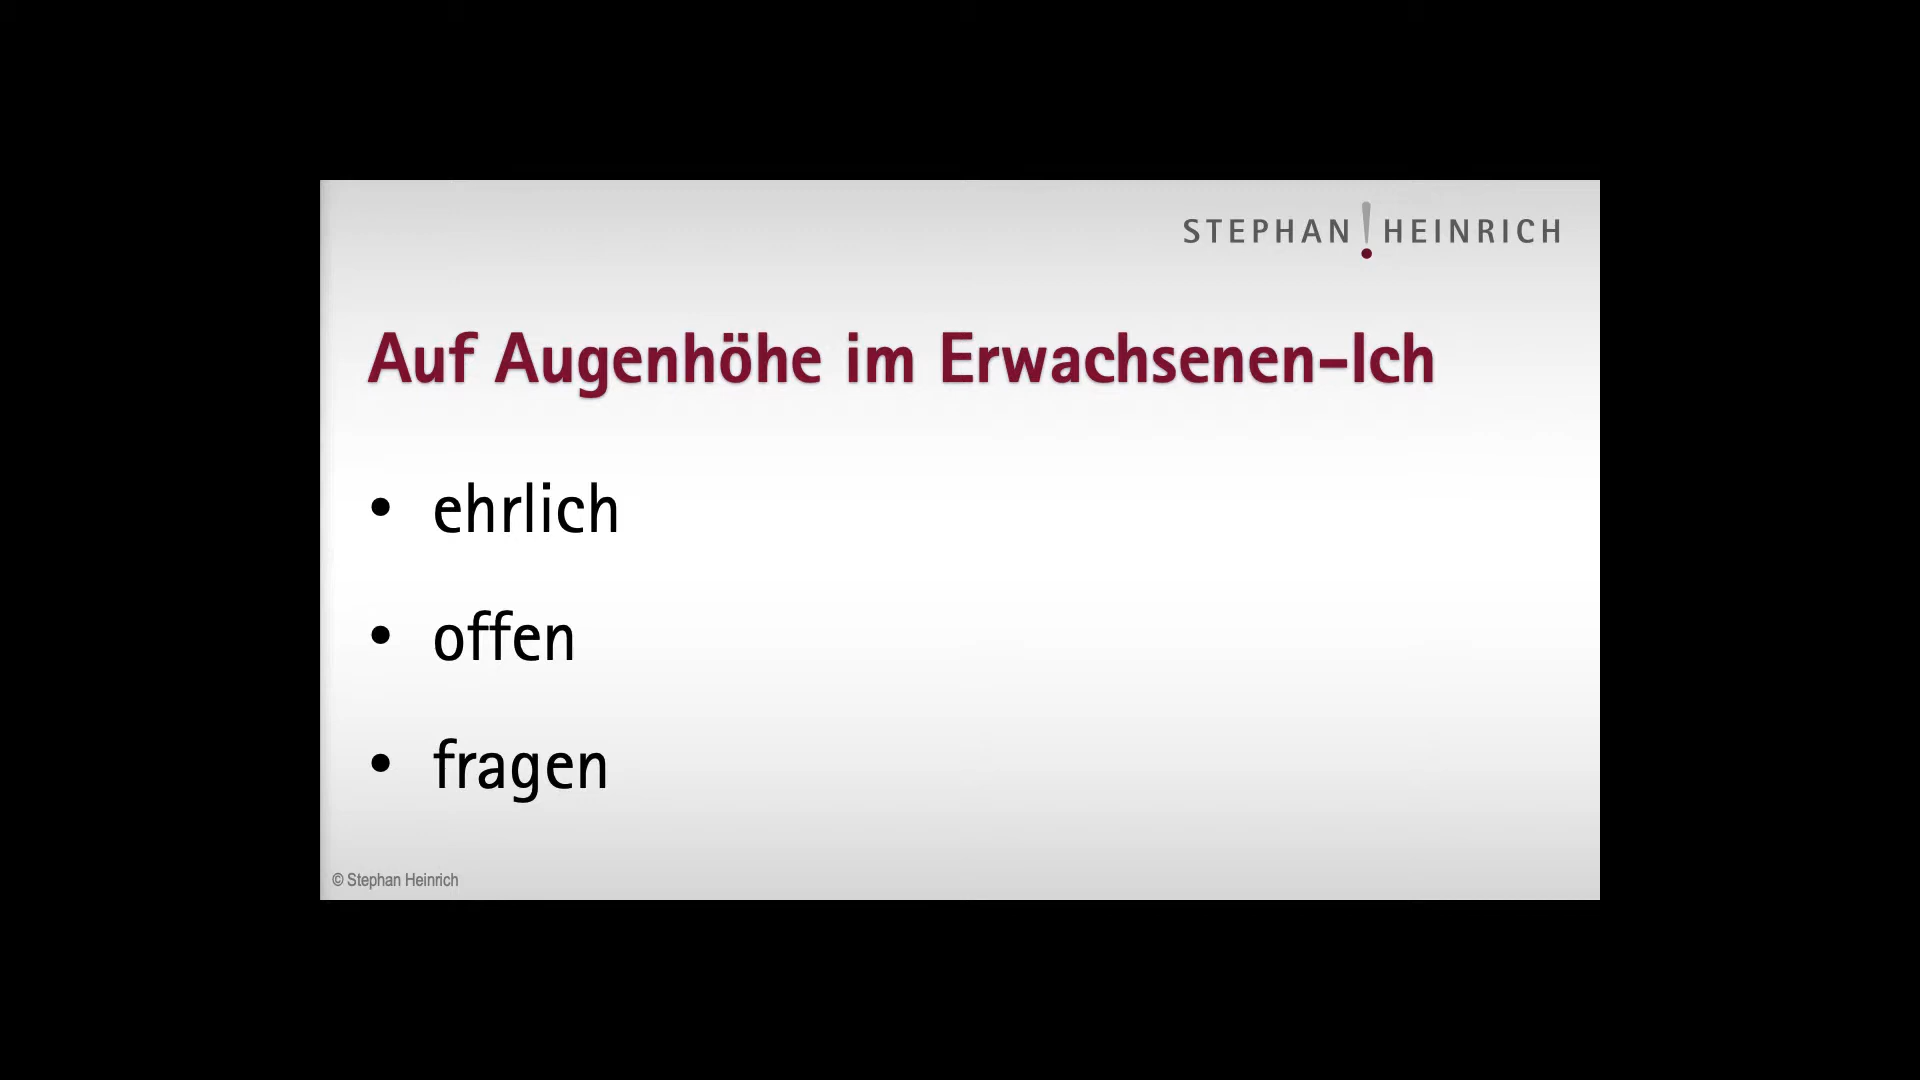 STEPHAN!HEINRICH
Auf Augenhöhe im Erwachsenen-Ich
• ehrlich
• offen
• fragen
© Stephan Heinrich